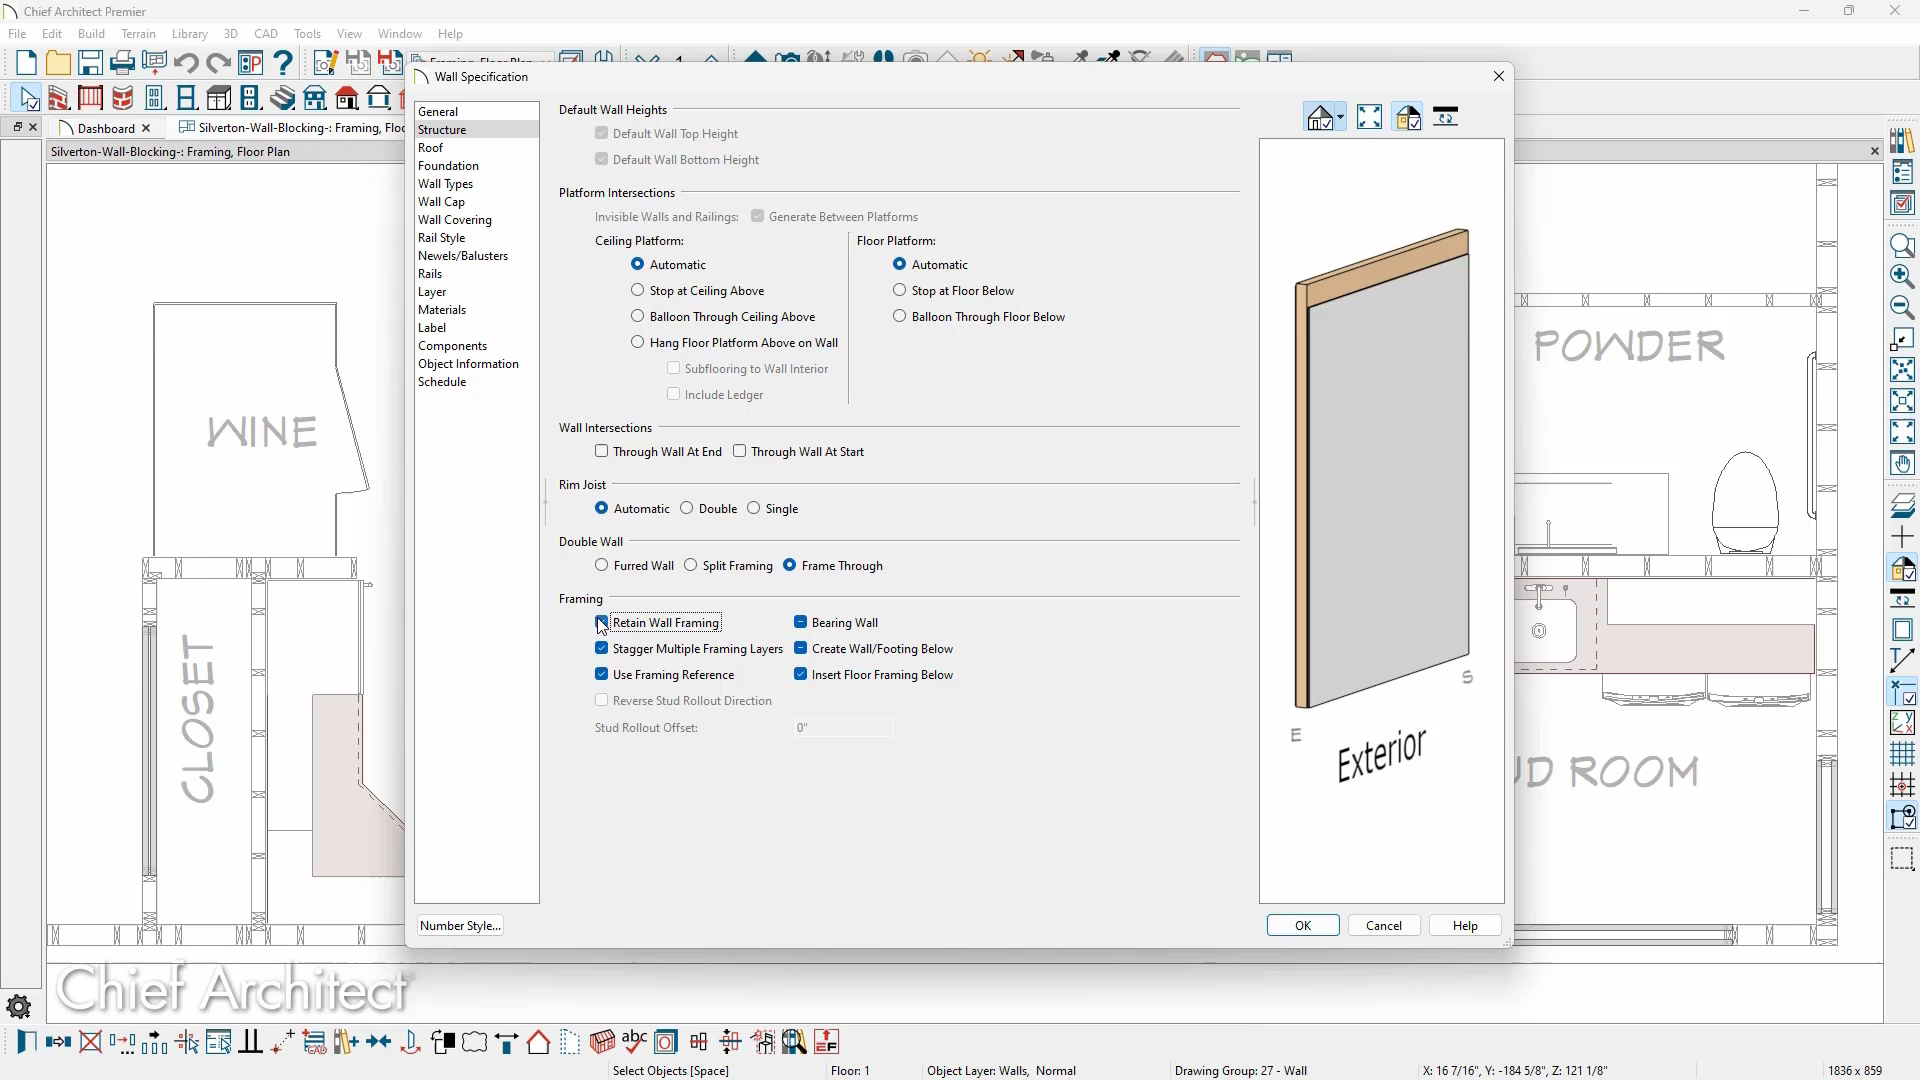 Chief Architect Premier
File Edit Build Terrain Library 3D CAD Tools View Window Help
Wall Specification
Dashboard
Silverton-Wall-Blocking-: Framing, Floo
Silverton-Wall-Blocking-: Framing, Floor Plan
General
Structure
Roof
Foundation
Wall Types
Wall Cap
Wall Covering
Rail Style
Newels/Balusters
Rails
Layer
Materials
Label
Components
Object Information
Schedule
Default Wall Heights
Default Wall Top Height
Default Wall Bottom Height
Platform Intersections
Invisible Walls and Railings: Generate Between Platforms
Ceiling Platform: Floor Platform:
Automatic Automatic
Stop at Ceiling Above Stop at Floor Below
Balloon Through Ceiling Above Balloon Through Floor Below
Hang Floor Platform Above on Wall
Subflooring to Wall Interior
Include Ledger
Wall Intersections
Through Wall At End Through Wall At Start
Rim Joist
Automatic Double Single
Double Wall
Furred Wall Split Framing Frame Through
Framing
Retain Wall Framing Bearing Wall
Stagger Multiple Framing Layers Create Wall/Footing Below
Use Framing Reference Insert Floor Framing Below
Reverse Stud Rollout Direction
Stud Rollout Offset: 0"
S
E
Exterior
Number Style... OK Cancel Help
WINE
CLOSET
POWDER
UD ROOM
Chief Architect
CAD
abc
EF
Select Objects [Space] Floor: 1 Object Layer: Walls, Normal Drawing Group: 27 - Wall X: 16 7/16", Y: -184 5/8", Z: 121 1/8" 1836 x 859